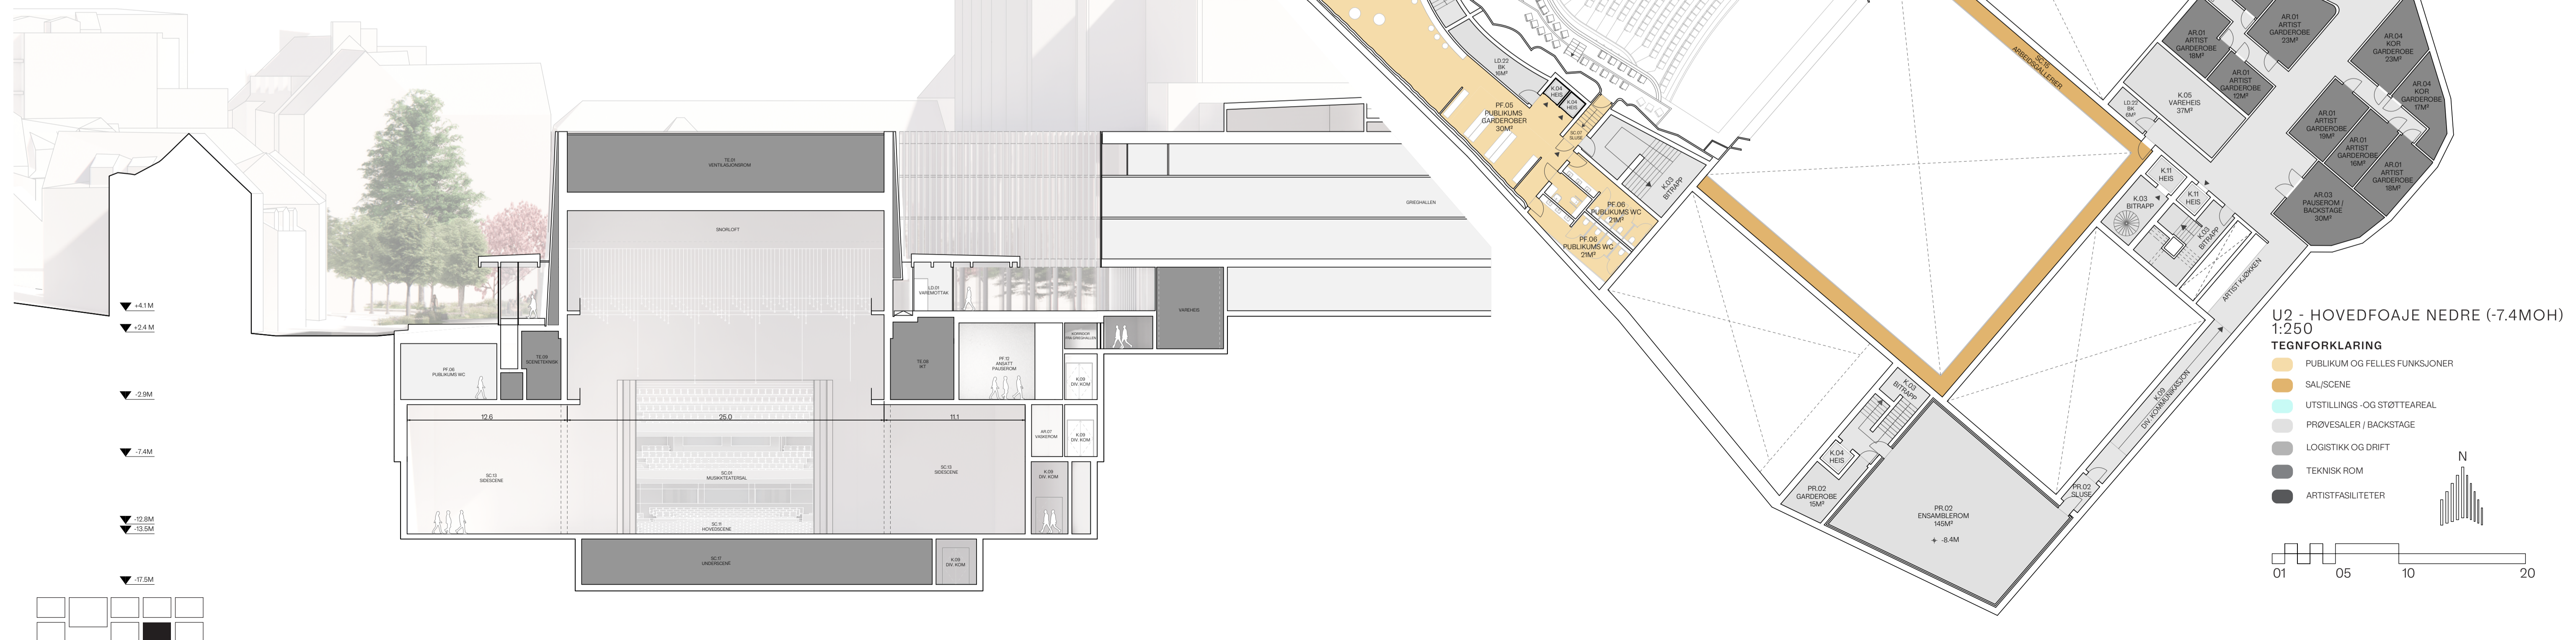 TE.01
VENTILASJONSROM
SNORLOFT
GRIEGHALLEN
LD.01
VAREMOTTAK
VAREHEIS
+4.1 M
+2.4 M
-2.9M
-7.4M
-12.8M
-13.5M
-17.5M
PF.06
PUBLIKUMS WC
TE.09
SCENETEKNISK
TE.08
IKT
PF.12
ANSATT
PAUSEROM
KORRIDOR
K.09
DIV. KOM
12.6
25.0
11.1
AR.07
VASKEROM
K.09
DIV. KOM
SC.13
SIDESCENE
SC.01
MUSIKKTEATERSAL
SC.13
SIDESCENE
K.09
DIV. KOM
SC.11
HOVEDSCENE
SC.17
UNDERSCENE
K.09
DIV. KOM
LD.22
BK
16M²
K.04
HEIS
K.04
HEIS
PF.05
PUBLIKUMS
GARDEROBER
30M²
SC.07
SLUSE
K.03
BITRAPP
PF.06
PUBLIKUMS WC
21M²
PF.06
PUBLIKUMS WC
21M²
SC.16
ARBEIDSGALLERIER
AR.01
ARTIST
GARDEROBE
18M²
AR.01
ARTIST
GARDEROBE
23M²
AR.04
KOR
GARDEROBE
23M²
AR.01
ARTIST
GARDEROBE
12M²
AR.04
KOR
GARDEROBE
17M²
K.05
VAREHEIS
37M²
LD.22
BK
8M²
AR.01
ARTIST
GARDEROBE
19M²
AR.01
ARTIST
GARDEROBE
16M²
AR.01
ARTIST
GARDEROBE
18M²
K.11
HEIS
K.11
HEIS
K.03
BITRAPP
K.03
BITRAPP
AR.03
PAUSEROM /
BACKSTAGE
30M²
ARTIST KJØKKEN
K.09
DIV KOMMUNIKASJON
K.03
BITRAPP
K.04
HEIS
PR.02
GARDEROBE
15M²
PR.02
SLUSE
PR.02
ENSAMBLEROM
145M²
-8.4M
U2 - HOVEDFOAJE NEDRE (-7.4MOH)
1:250
TEGNFORKLARING
PUBLIKUM OG FELLES FUNKSJONER
SAL/SCENE
UTSTILLINGS -OG STØTTEAREAL
PRØVESALER / BACKSTAGE
LOGISTIKK OG DRIFT
TEKNISK ROM
ARTISTFASILITETER
N
01 05 10 20